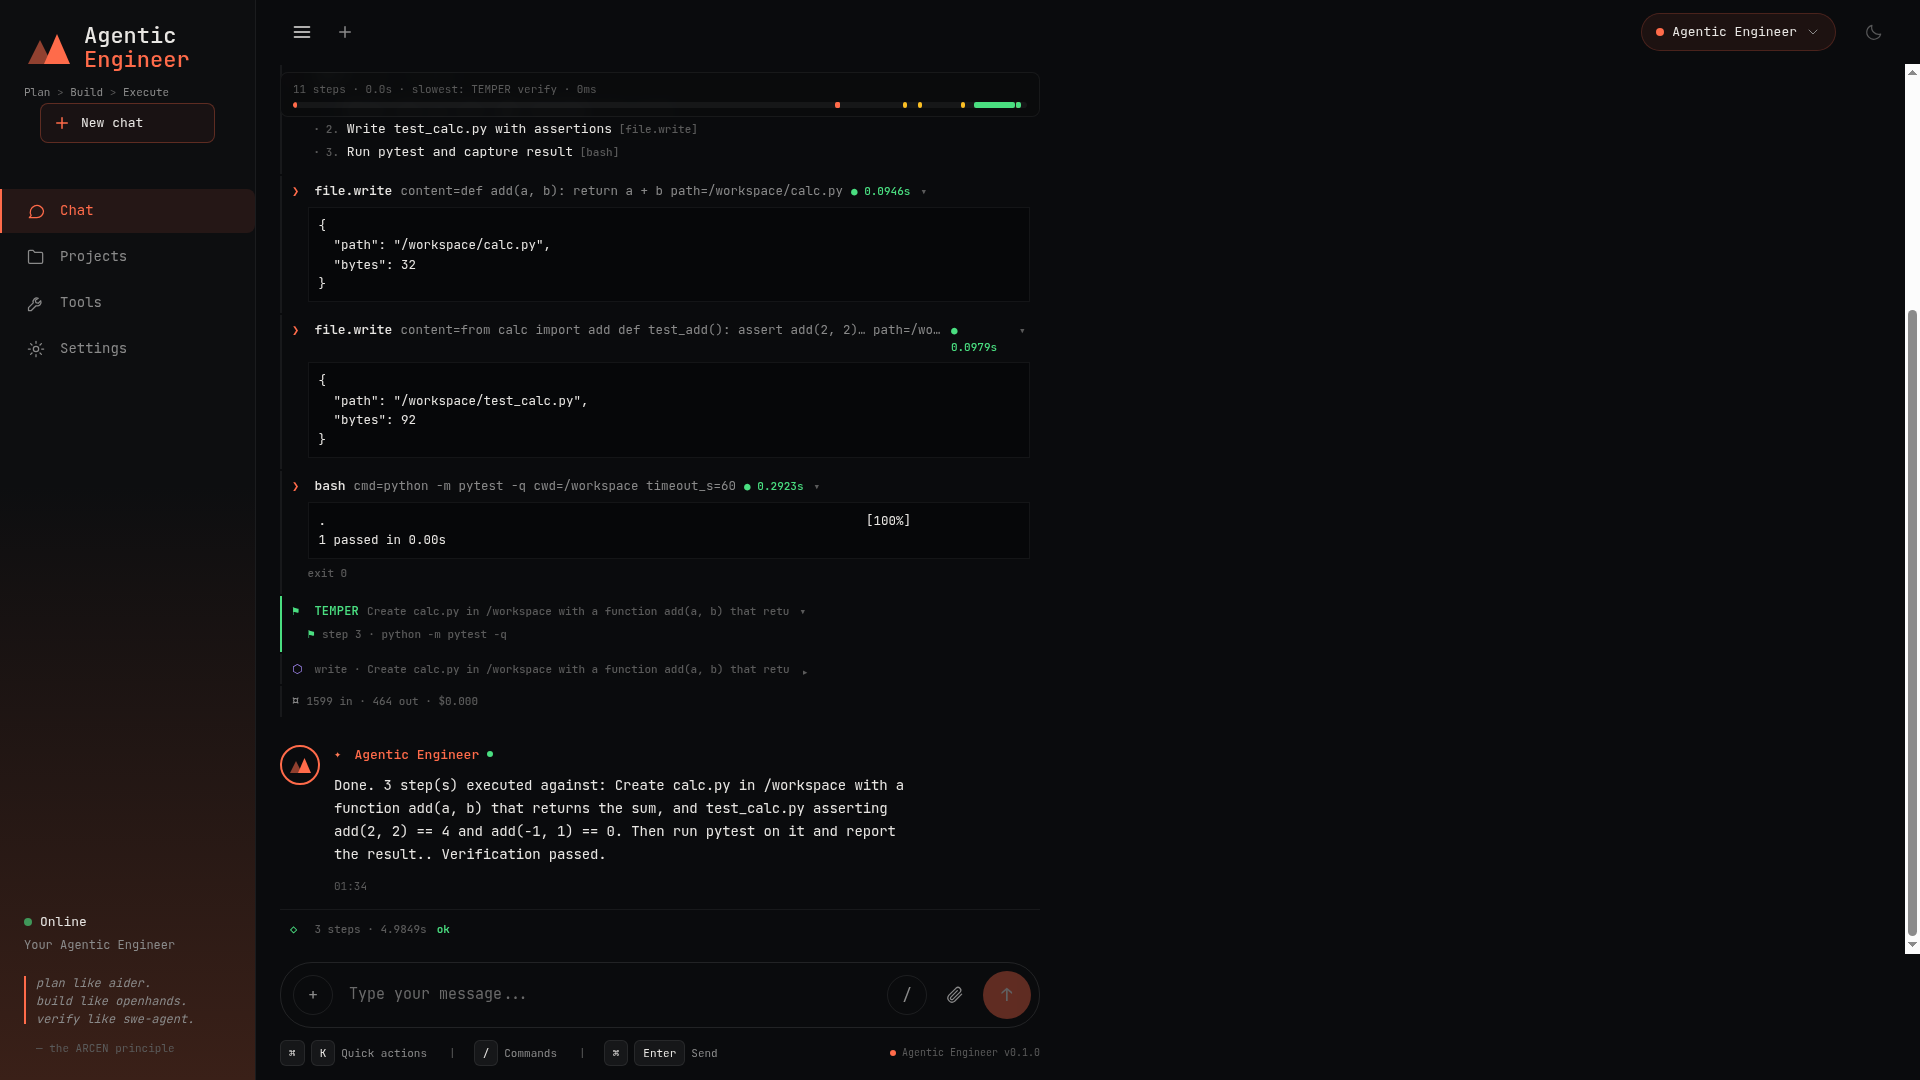 Agentic
Engineer
Plan > Build > Execute
+ New chat
Chat
Projects
Tools
Settings
Online
Your Agentic Engineer
plan like aider.
build like openhands.
verify like swe-agent.
— the ARCEN principle
Agentic Engineer
11 steps · 0.0s · slowest: TEMPER verify · 0ms
· 2. Write test_calc.py with assertions [file.write]
· 3. Run pytest and capture result [bash]
❯ file.write content=def add(a, b): return a + b path=/workspace/calc.py ● 0.0946s ▾
{
"path": "/workspace/calc.py",
"bytes": 32
}
❯ file.write content=from calc import add def test_add(): assert add(2, 2)… path=/wo… ● ▾
0.0979s
{
"path": "/workspace/test_calc.py",
"bytes": 92
}
❯ bash cmd=python -m pytest -q cwd=/workspace timeout_s=60 ● 0.2923s ▾
. [100%]
1 passed in 0.00s
exit 0
⚑ TEMPER Create calc.py in /workspace with a function add(a, b) that retu ▾
⚑ step 3 · python -m pytest -q
⬡ write · Create calc.py in /workspace with a function add(a, b) that retu ▸
¤ 1599 in · 464 out · $0.000
✦ Agentic Engineer ●
Done. 3 step(s) executed against: Create calc.py in /workspace with a
function add(a, b) that returns the sum, and test_calc.py asserting
add(2, 2) == 4 and add(-1, 1) == 0. Then run pytest on it and report
the result.. Verification passed.
01:34
◇ 3 steps · 4.9849s ok
+ Type your message... /
⌘ K Quick actions | / Commands | ⌘ Enter Send
Agentic Engineer v0.1.0